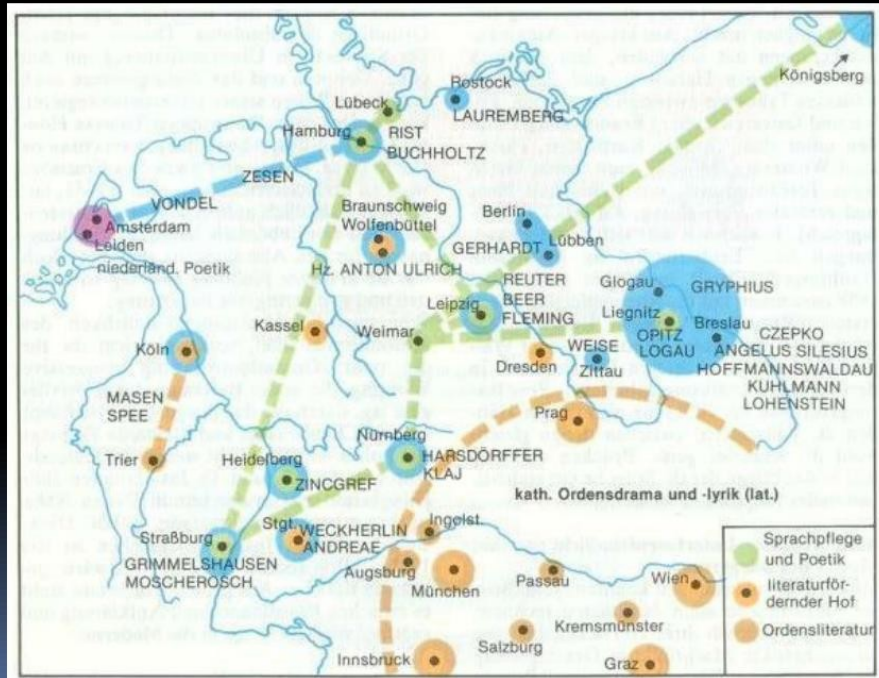 Königsberg
Rostock
LAUREMBERG
Lübeck
Hamburg
RIST
BUCHHOLTZ
ZESEN
VONDEL
Amsterdam
Leiden
niederländ. Poetik
Braunschweig
Wolfenbüttel
Hz. ANTON ULRICH
Berlin
GERHARDT
Lübben
REUTER
BEER
FLEMING
Leipzig
Glogau
GRYPHIUS
Liegnitz
OPITZ
LOGAU
Breslau
CZEPKO
ANGELUS SILESIUS
HOFFMANNSWALDAU
KUHLMANN
LOHENSTEIN
Kassel
Weimar
Dresden
WEISE
Zittau
Köln
MASEN
SPEE
Trier
Prag
Nürnberg
HARSDÖRFFER
KLAJ
Heidelberg
ZINCGREF
kath. Ordensdrama und -lyrik (lat.)
Straßburg
GRIMMELSHAUSEN
MOSCHEROSCH
Stgt.
WECKHERLIN
ANDREAE
Ingolst.
Augsburg
München
Passau
Wien
Kremsmünster
Salzburg
Innsbruck
Graz
Sprachpflege
und Poetik
literaturför-
dernder Hof
Ordensliteratur